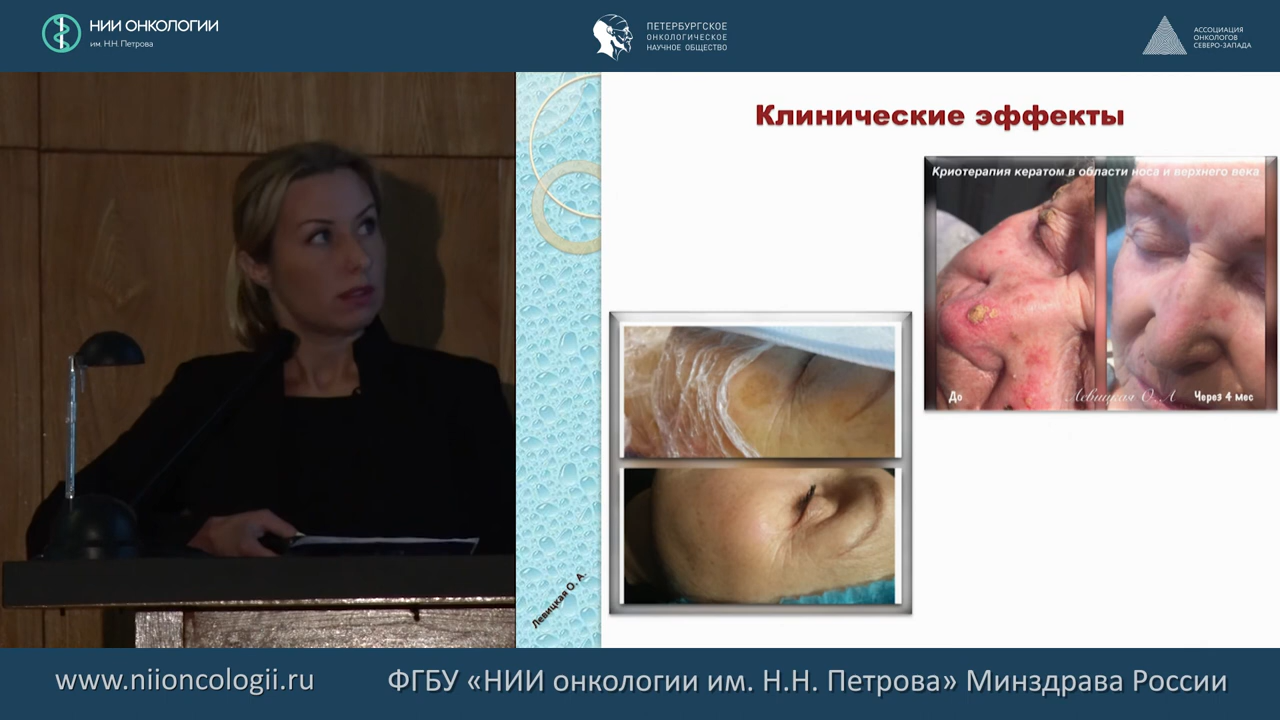 НИИ ОНКОЛОГИИ
им. Н.Н. Петрова
ПЕТЕРБУРГСКОЕ
ОНКОЛОГИЧЕСКОЕ
НАУЧНОЕ ОБЩЕСТВО
АССОЦИАЦИЯ
ОНКОЛОГОВ
СЕВЕРО-ЗАПАДА
Клинические эффекты
Криотерапия кератом в области носа и верхнего века
До
Левицкая О. А
Через 4 мес
Левицкая О. А.
www.niioncologii.ru
ФГБУ «НИИ онкологии им. Н.Н. Петрова» Минздрава России